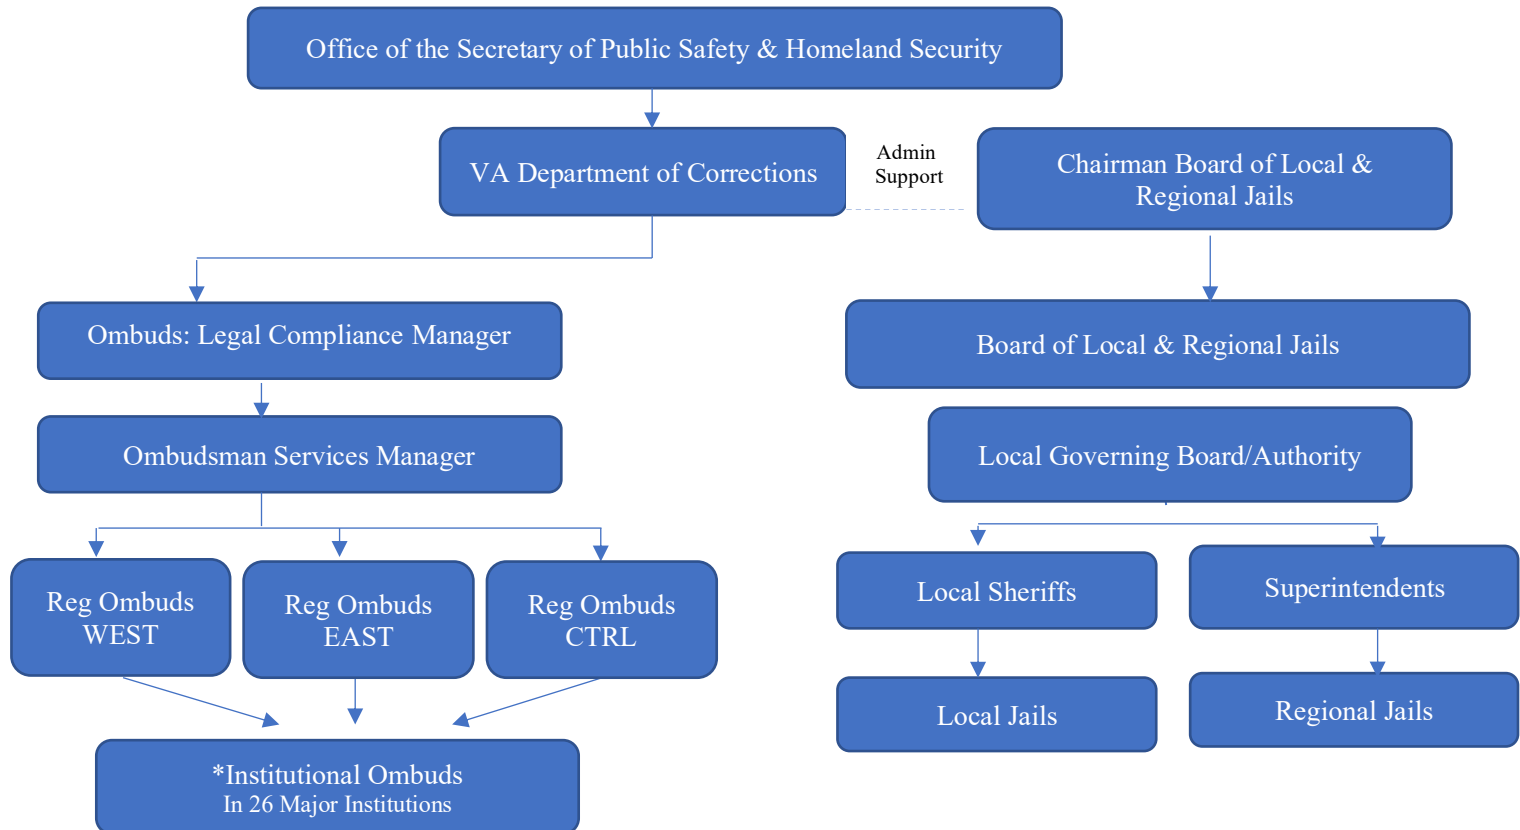 Office of the Secretary of Public Safety & Homeland Security
VA Department of Corrections
Admin
Support
Chairman Board of Local &
Regional Jails
Ombuds: Legal Compliance Manager
Board of Local & Regional Jails
Ombudsman Services Manager
Local Governing Board/Authority
Reg Ombuds
WEST
Reg Ombuds
EAST
Reg Ombuds
CTRL
Local Sheriffs
Superintendents
Local Jails
Regional Jails
*Institutional Ombuds
In 26 Major Institutions